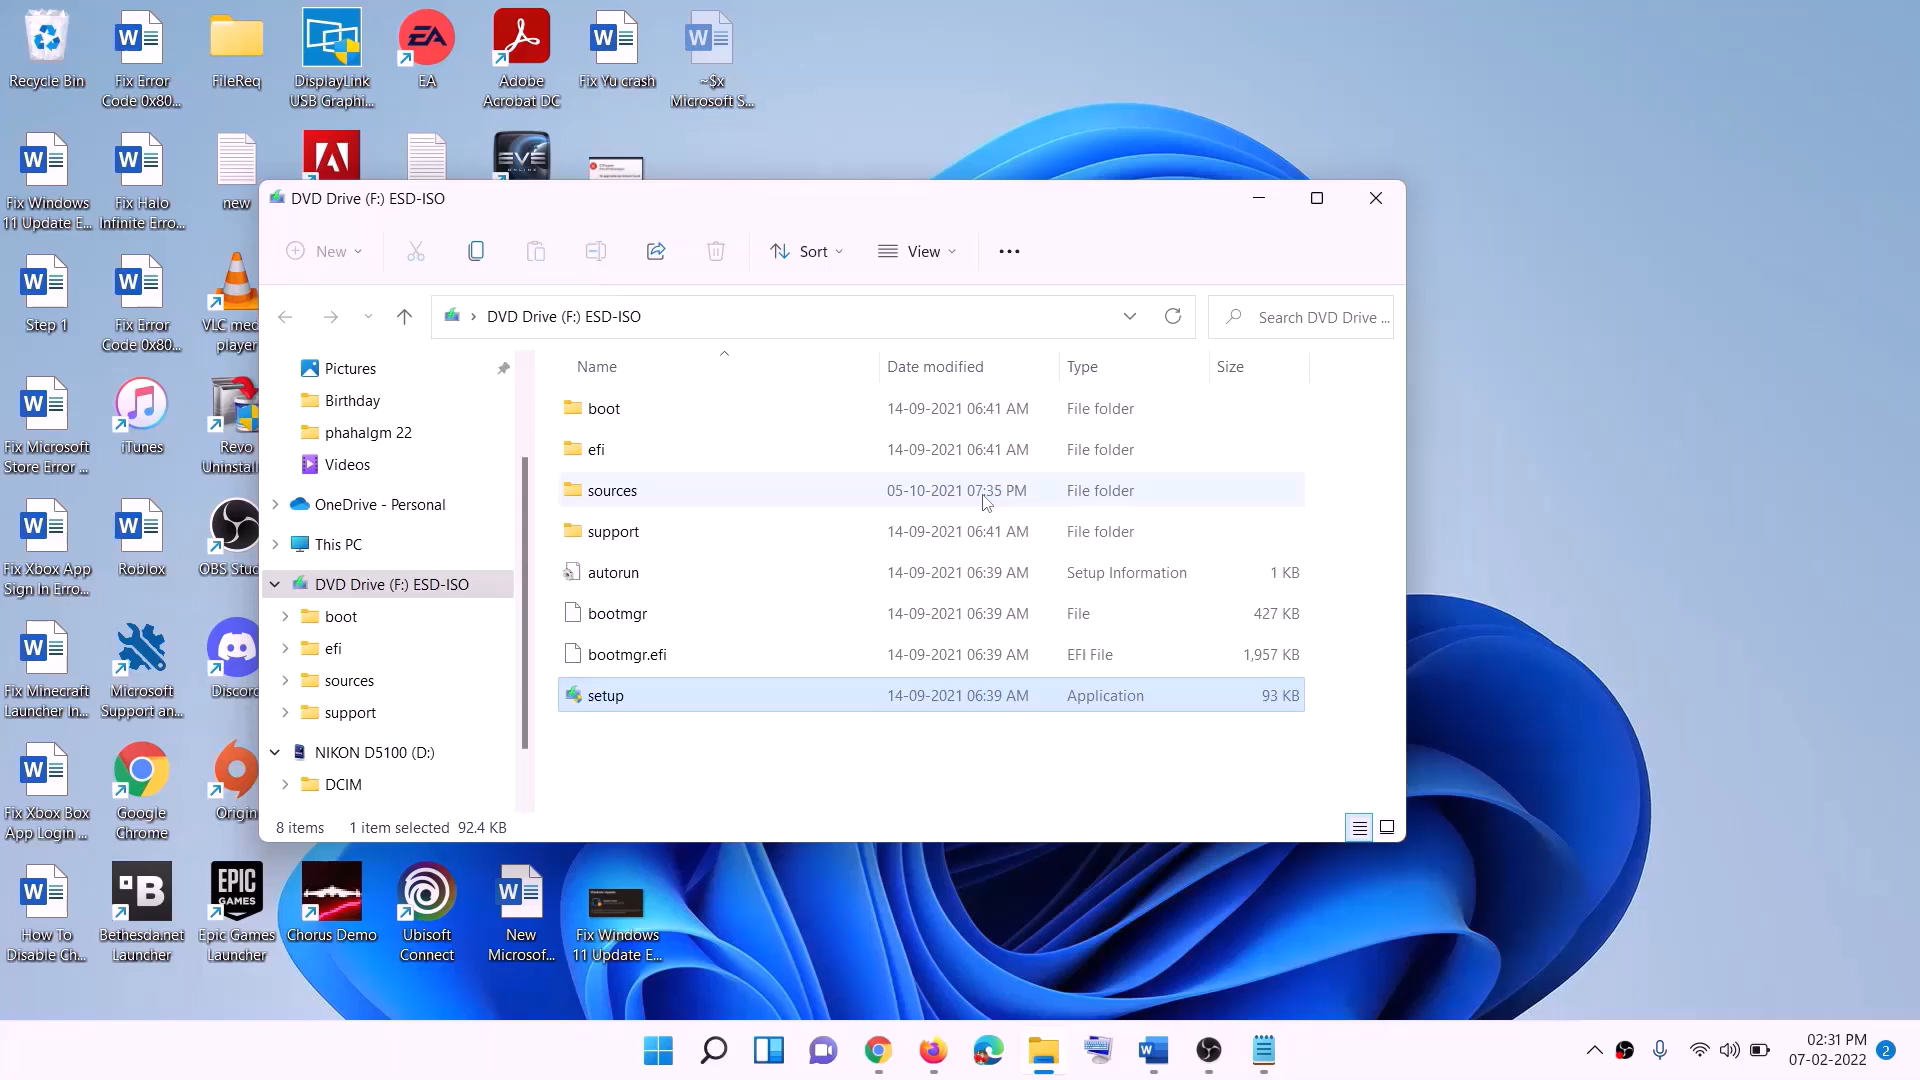 Recycle Bin
Fix Error
Code 0x80...
FileReq
DisplayLink
USB Graphi...
EA
Adobe
Acrobat DC
Fix Yu crash
~$x
Microsoft S...
Fix Windows
11 Update E...
Fix Halo
Infinite Erro...
new
EVE
ONLINE
Step 1
Fix Error
Code 0x80...
VLC med
player
Fix Microsoft
Store Error ...
iTunes
Revo
Uninstall
Fix Xbox App
Sign In Erro...
Roblox
OBS Stud
Fix Minecraft
Launcher In...
Microsoft
Support an...
Discord
Fix Xbox Box
App Login ...
Google
Chrome
Origin
How To
Disable Ch...
Bethesda.net
Launcher
EPIC
GAMES
Epic Games
Launcher
Chorus Demo
Ubisoft
Connect
New
Microsof...
Fix Windows
11 Update E...
DVD Drive (F:) ESD-ISO
New
Sort
View
DVD Drive (F:) ESD-ISO
Search DVD Drive ...
Pictures
Birthday
phahalgm 22
Videos
OneDrive - Personal
This PC
DVD Drive (F:) ESD-ISO
boot
efi
sources
support
NIKON D5100 (D:)
DCIM
Name Date modified Type Size
boot 14-09-2021 06:41 AM File folder
efi 14-09-2021 06:41 AM File folder
sources 05-10-2021 07:35 PM File folder
support 14-09-2021 06:41 AM File folder
autorun 14-09-2021 06:39 AM Setup Information 1 KB
bootmgr 14-09-2021 06:39 AM File 427 KB
bootmgr.efi 14-09-2021 06:39 AM EFI File 1,957 KB
setup 14-09-2021 06:39 AM Application 93 KB
8 items 1 item selected 92.4 KB
02:31 PM
07-02-2022
2